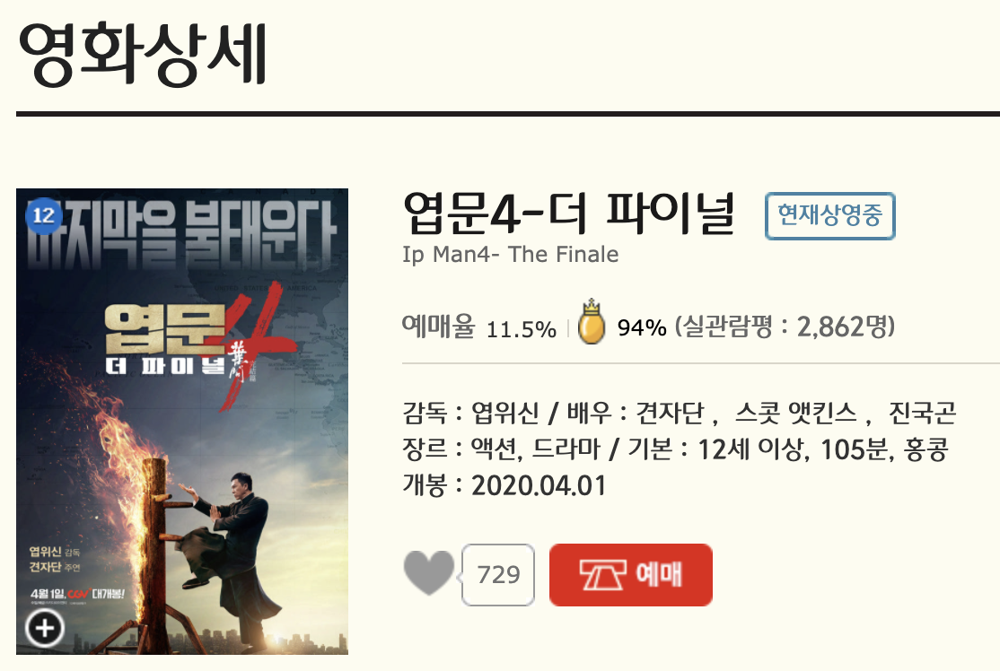 영화상세
12
마지막을 불태운다
엽문4
더 파이널
葉問
엽위신 감독
견자단 주연
4월 1일, CGV 대개봉!
엽문4-더 파이널 현재상영중
Ip Man4- The Finale
예매율 11.5% 94% (실관람평 : 2,862명)
감독 : 엽위신 / 배우 : 견자단 , 스콧 앳킨스 , 진국곤
장르 : 액션, 드라마 / 기본 : 12세 이상, 105분, 홍콩
개봉 : 2020.04.01
729 예매